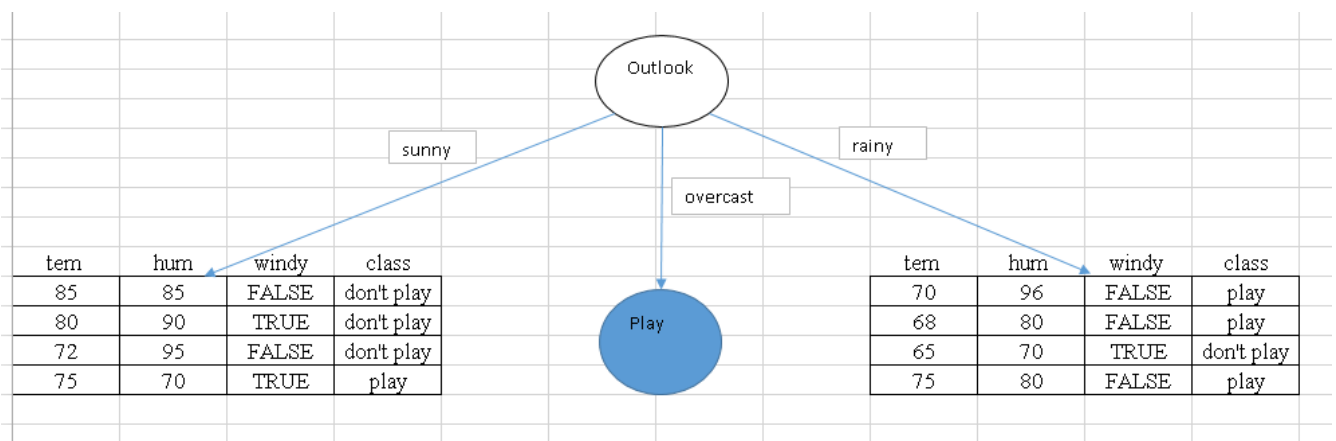 Outlook
sunny
rainy
overcast
tem hum windy class
85 85 FALSE don't play
80 90 TRUE don't play
72 95 FALSE don't play
75 70 TRUE play
Play
tem hum windy class
70 96 FALSE play
68 80 FALSE play
65 70 TRUE don't play
75 80 FALSE play